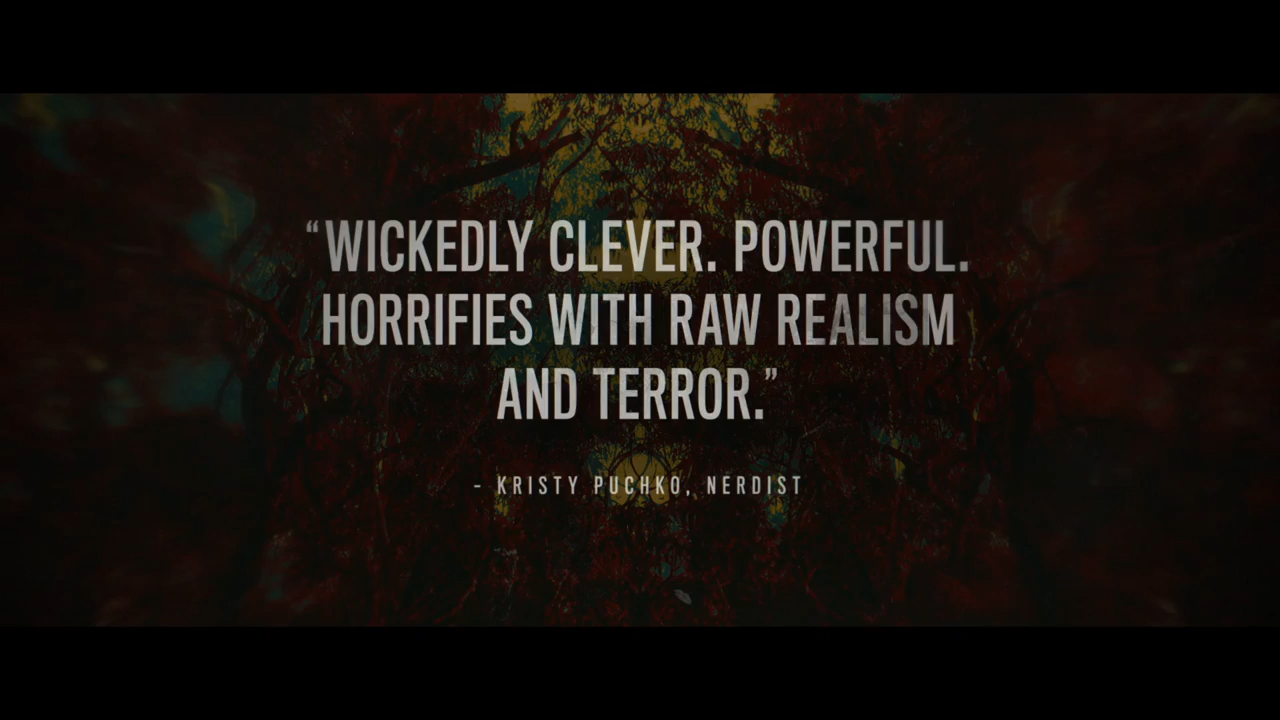 “WICKEDLY CLEVER. POWERFUL.
HORRIFIES WITH RAW REALISM
AND TERROR.”
- KRISTY PUCHKO, NERDIST